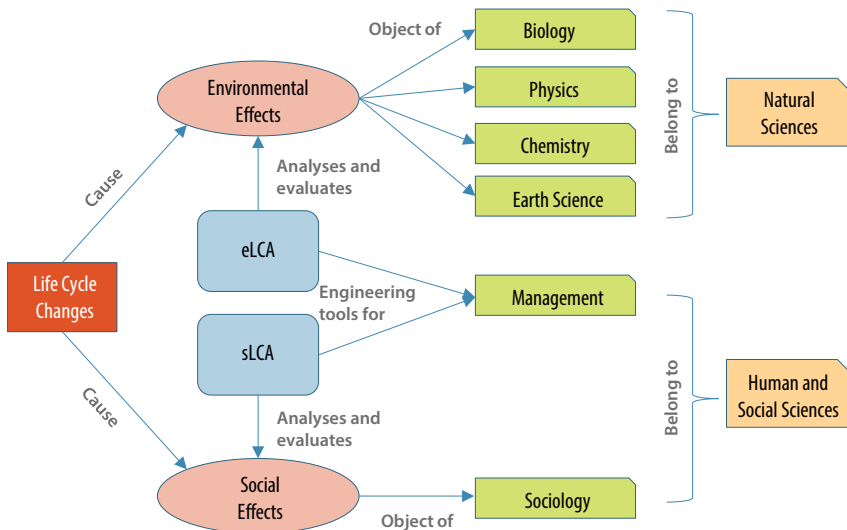 Object of
Biology
Environmental
Effects
Physics
Belong to
Natural
Sciences
Chemistry
Analyses and
evaluates
Cause
Earth Science
eLCA
Life Cycle
Changes
Engineering
tools for
Management
sLCA
Belong to
Human and
Social Sciences
Cause
Analyses and
evaluates
Social
Effects
Sociology
Object of